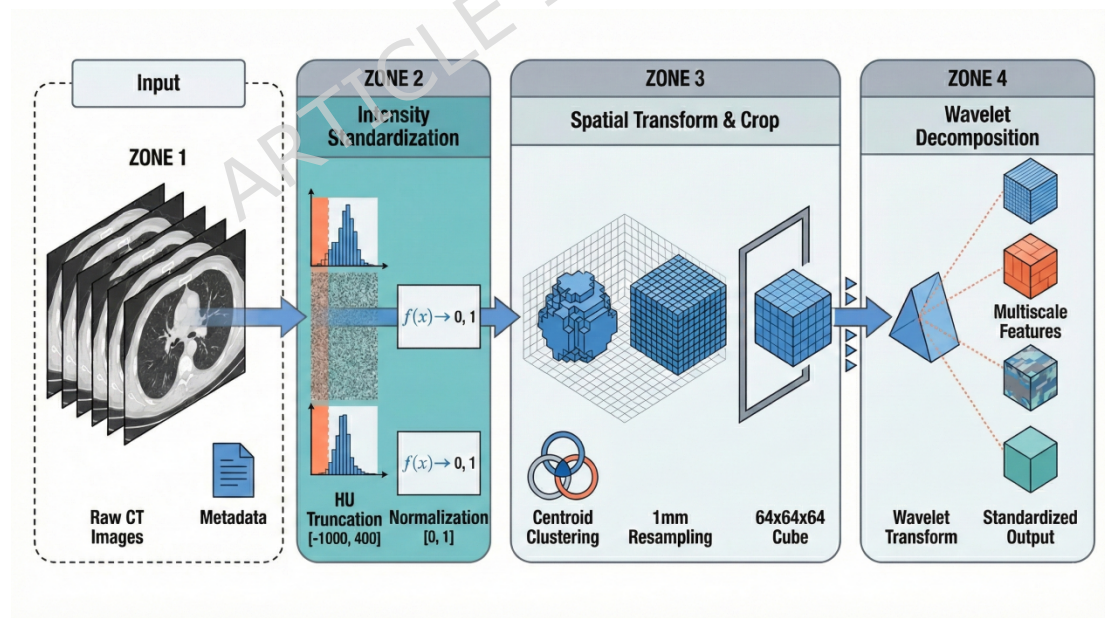 ARTICLE
Input
ZONE 1
Raw CT
Images
Metadata
ZONE 2
Intensity
Standardization
f(x)→ 0, 1
f(x)→ 0, 1
HU
Truncation
[-1000, 400]
Normalization
[0, 1]
ZONE 3
Spatial Transform & Crop
Centroid
Clustering
1mm
Resampling
64x64x64
Cube
ZONE 4
Wavelet
Decomposition
Multiscale
Features
Wavelet
Transform
Standardized
Output